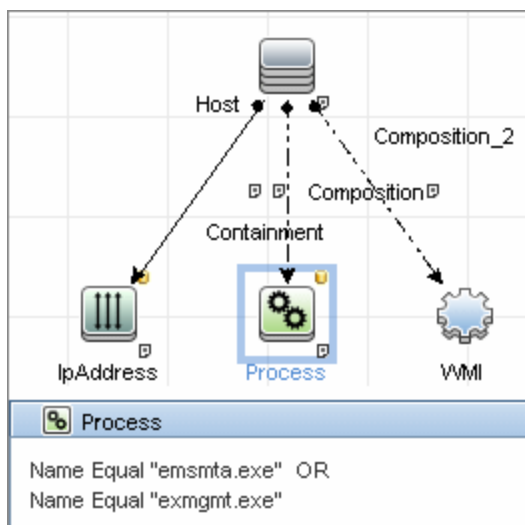 Host
Composition_2
Composition
Containment
IpAddress
Process
WMI
Process
Name Equal "emsmta.exe" OR
Name Equal "exmgmt.exe"